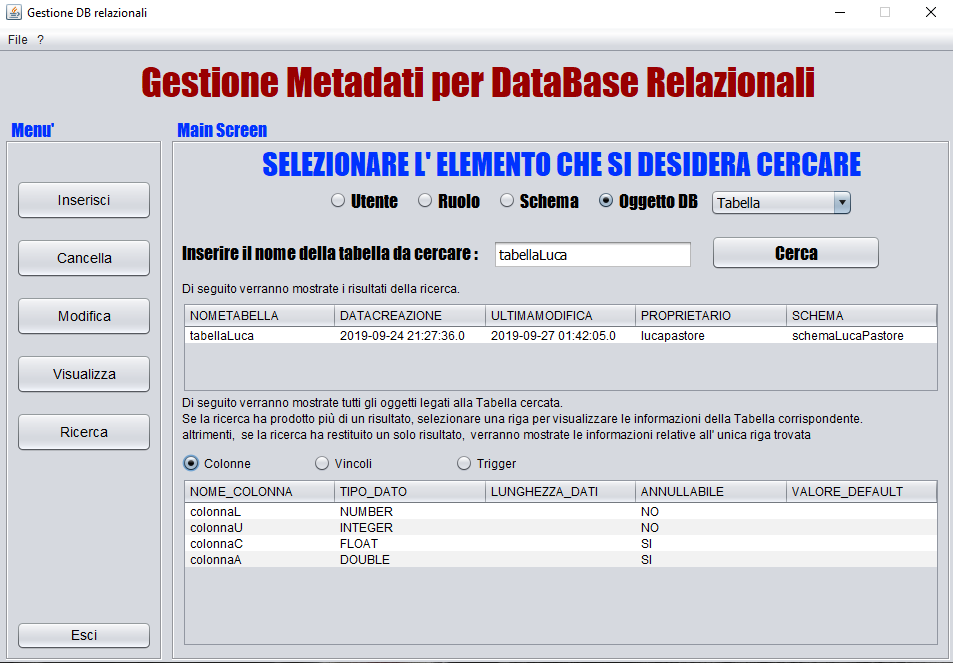 Gestione DB relazionali
File ?
Gestione Metadati per DataBase Relazionali
Menu'
Main Screen
Inserisci
Cancella
Modifica
Visualizza
Ricerca
Esci
SELEZIONARE L' ELEMENTO CHE SI DESIDERA CERCARE
Utente Ruolo Schema Oggetto DB Tabella
Inserire il nome della tabella da cercare : tabellaLuca Cerca
Di seguito verranno mostrate i risultati della ricerca.
NOMETABELLA DATACREAZIONE ULTIMAMODIFICA PROPRIETARIO SCHEMA
tabellaLuca 2019-09-24 21:27:36.0 2019-09-27 01:42:05.0 lucapastore schemaLucaPastore
Di seguito verranno mostrate tutti gli oggetti legati alla Tabella cercata.
Se la ricerca ha prodotto più di un risultato, selezionare una riga per visualizzare le informazioni della Tabella corrispondente.
altrimenti, se la ricerca ha restituito un solo risultato, verranno mostrate le informazioni relative all' unica riga trovata
Colonne Vincoli Trigger
NOME_COLONNA TIPO_DATO LUNGHEZZA_DATI ANNULLABILE VALORE_DEFAULT
colonnaL NUMBER NO
colonnaU INTEGER NO
colonnaC FLOAT SI
colonnaA DOUBLE SI